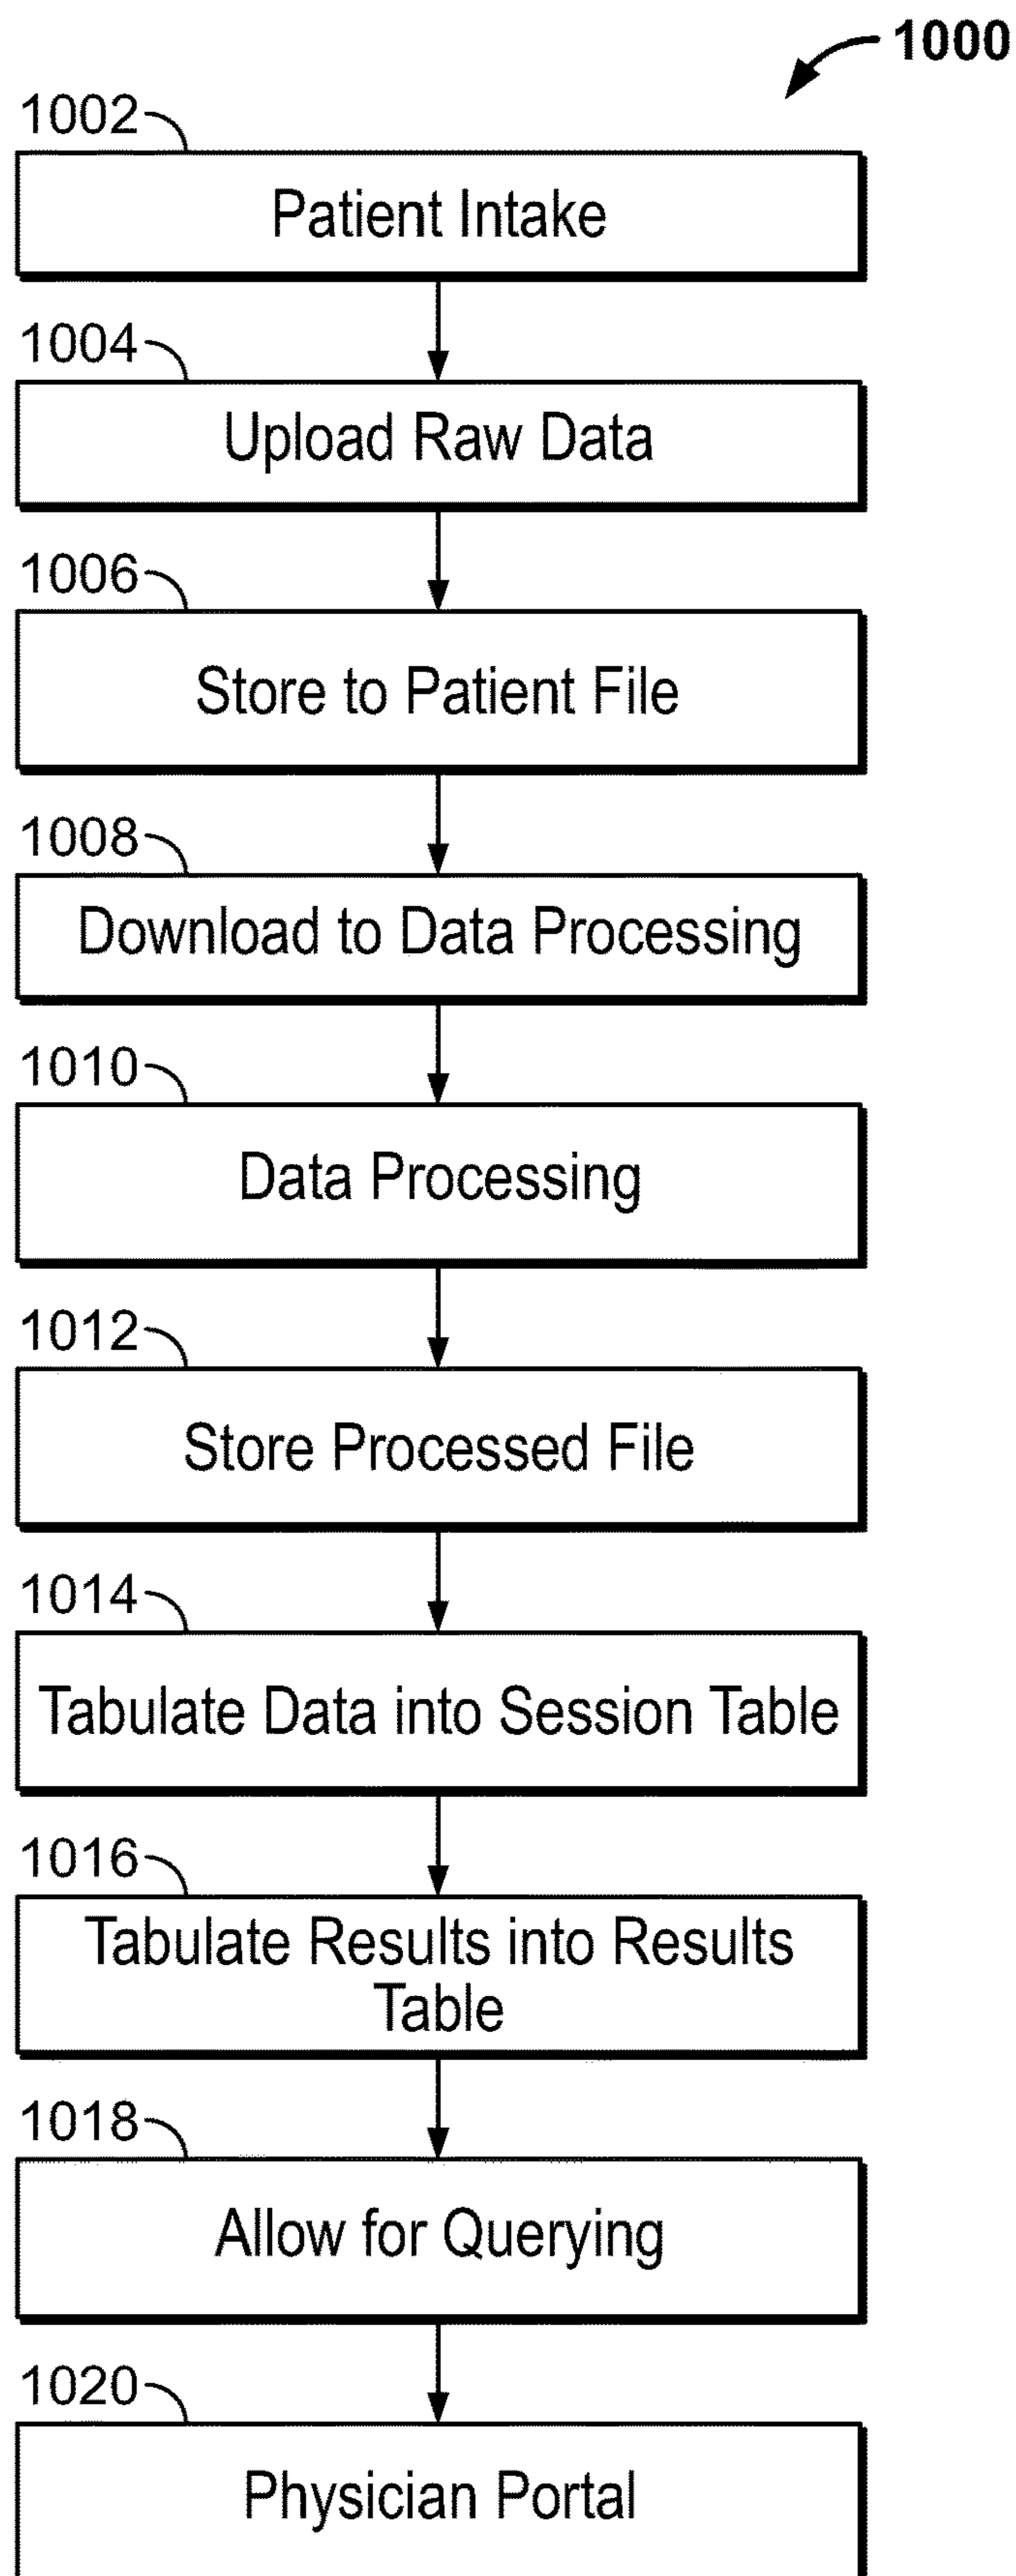 1000
1002
Patient Intake
1004
Upload Raw Data
1006
Store to Patient File
1008
Download to Data Processing
1010
Data Processing
1012
Store Processed File
1014
Tabulate Data into Session Table
1016
Tabulate Results into Results
Table
1018
Allow for Querying
1020
Physician Portal